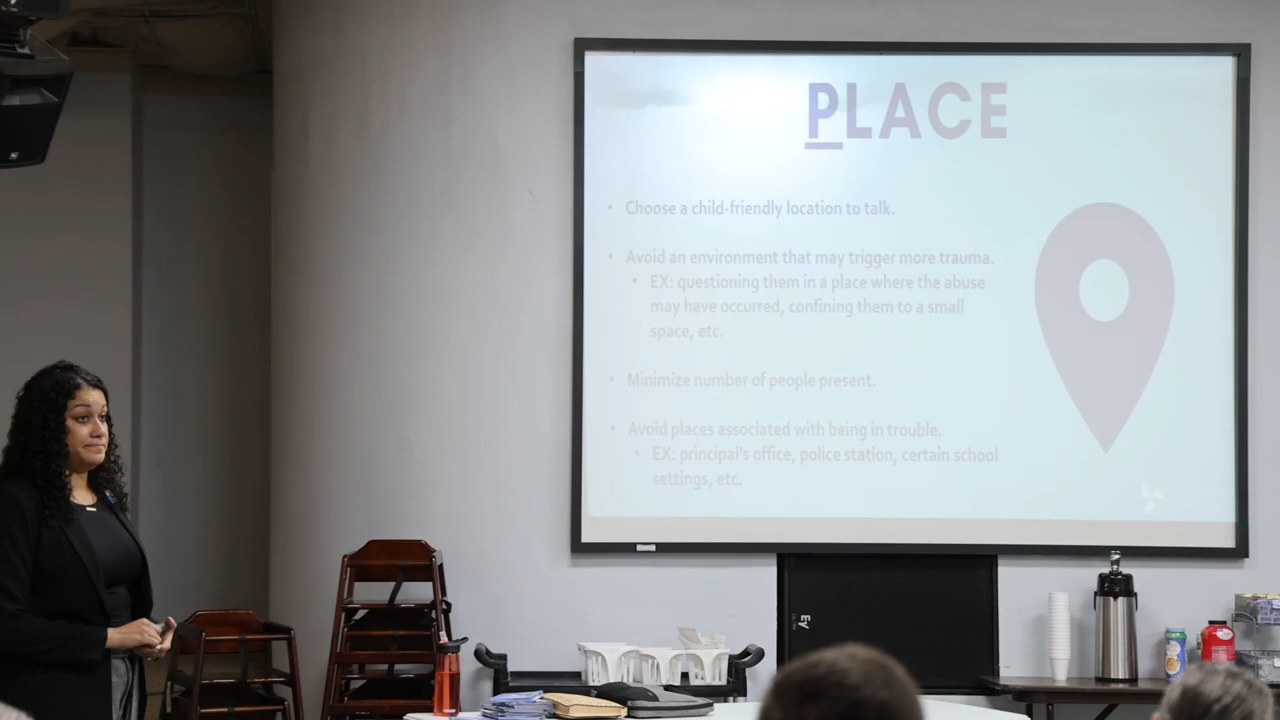 PLACE
• Choose a child-friendly location to talk.
• Avoid an environment that may trigger more trauma.
• EX: questioning them in a place where the abuse
may have occurred, confining them to a small
space, etc.
• Minimize number of people present.
• Avoid places associated with being in trouble.
• EX: principal's office, police station, certain school
settings, etc.
Ey